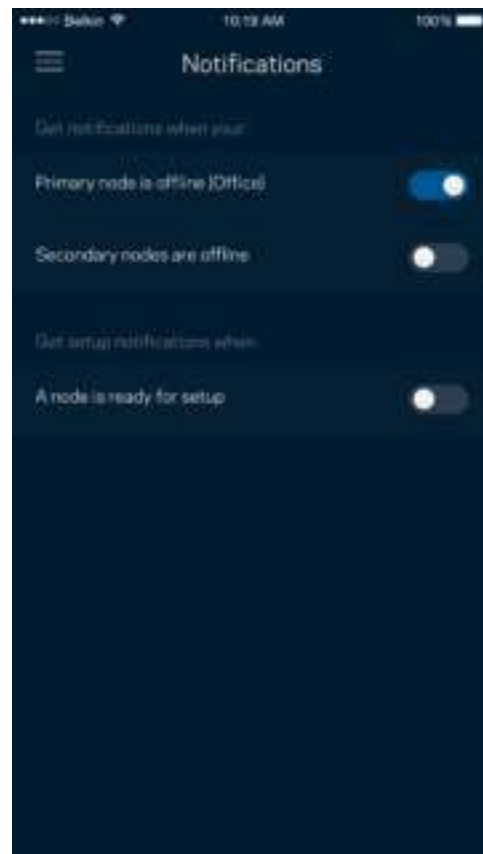 Belkin 10:19 AM 100%
Notifications
Get notifications when your:
Primary node is offline (Office)
Secondary nodes are offline
Get setup notifications when:
A node is ready for setup